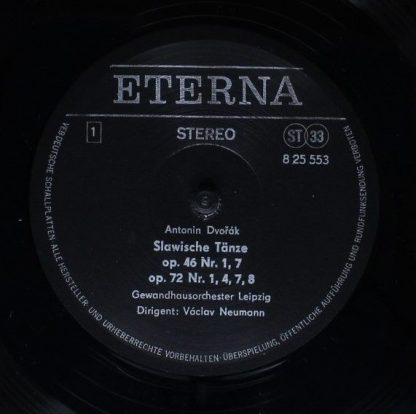 ETERNA
1
STEREO
ST 33
8 25 553
Antonin Dvořák
Slawische Tänze
op. 46 Nr. 1, 7
op. 72 Nr. 1, 4, 7, 8
Gewandhausorchester Leipzig
Dirigent: Václav Neumann
VEB DEUTSCHE SCHALLPLATTEN ALLE HERSTELLER- UND URHEBERRECHTE VORBEHALTEN · ÜBERSPIELUNG, ÖFFENTLICHE AUFFÜHRUNG UND RUNDFUNKSENDUNG VERBOTEN